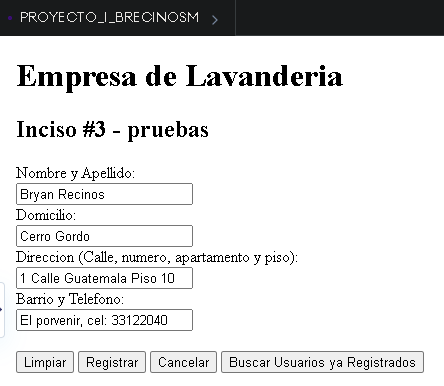 PROYECTO_I_BRECINOSM
Empresa de Lavanderia
Inciso #3 - pruebas
Nombre y Apellido:
Bryan Recinos
Domicilio:
Cerro Gordo
Direccion (Calle, numero, apartamento y piso):
1 Calle Guatemala Piso 10
Barrio y Telefono:
El porvenir, cel: 33122040
Limpiar Registrar Cancelar Buscar Usuarios ya Registrados